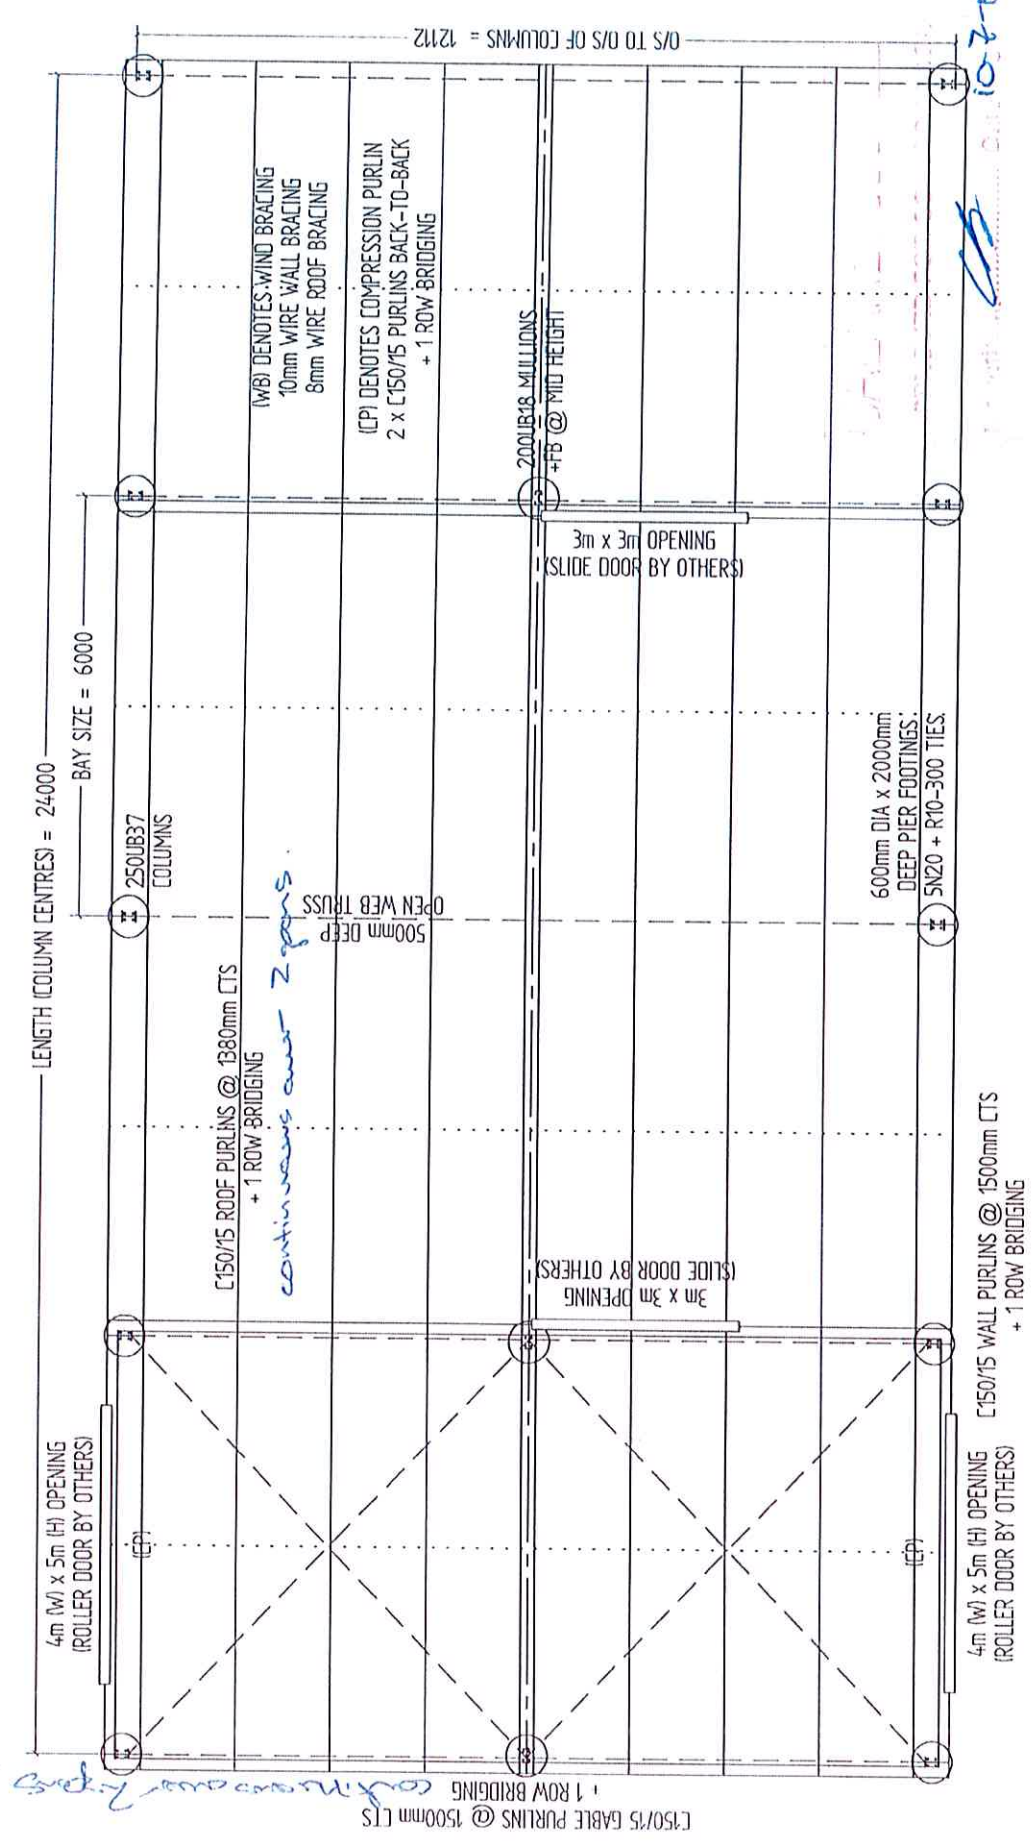 O/S TO O/S OF COLUMNS = 12112
LENGTH (COLUMN CENTRES) = 24000
BAY SIZE = 6000
(WB) DENOTES WIND BRACING
10mm WIRE WALL BRACING
8mm WIRE ROOF BRACING
(CP) DENOTES COMPRESSION PURLIN
2 x C150/15 PURLINS BACK-TO-BACK
+ 1 ROW BRIDGING
200UB18 MULLIONS
+FB @ MID HEIGHT
3m x 3m OPENING
(SLIDE DOOR BY OTHERS)
250UB37
COLUMNS
500mm DEEP
OPEN WEB TRUSS
600mm DIA x 2000mm
DEEP PIER FOOTINGS.
5N20 + R10-300 TIES.
C150/15 ROOF PURLINS @ 1380mm CTS
+ 1 ROW BRIDGING
continuous over 2 spans.
3m x 3m OPENING
(SLIDE DOOR BY OTHERS)
C150/15 WALL PURLINS @ 1500mm CTS
+ 1 ROW BRIDGING
4m (W) x 5m (H) OPENING
(ROLLER DOOR BY OTHERS)
(CP)
(CP)
4m (W) x 5m (H) OPENING
(ROLLER DOOR BY OTHERS)
C150/15 GABLE PURLINS @ 1500mm CTS
+ 1 ROW BRIDGING
continuous over 2 spans
10-7-